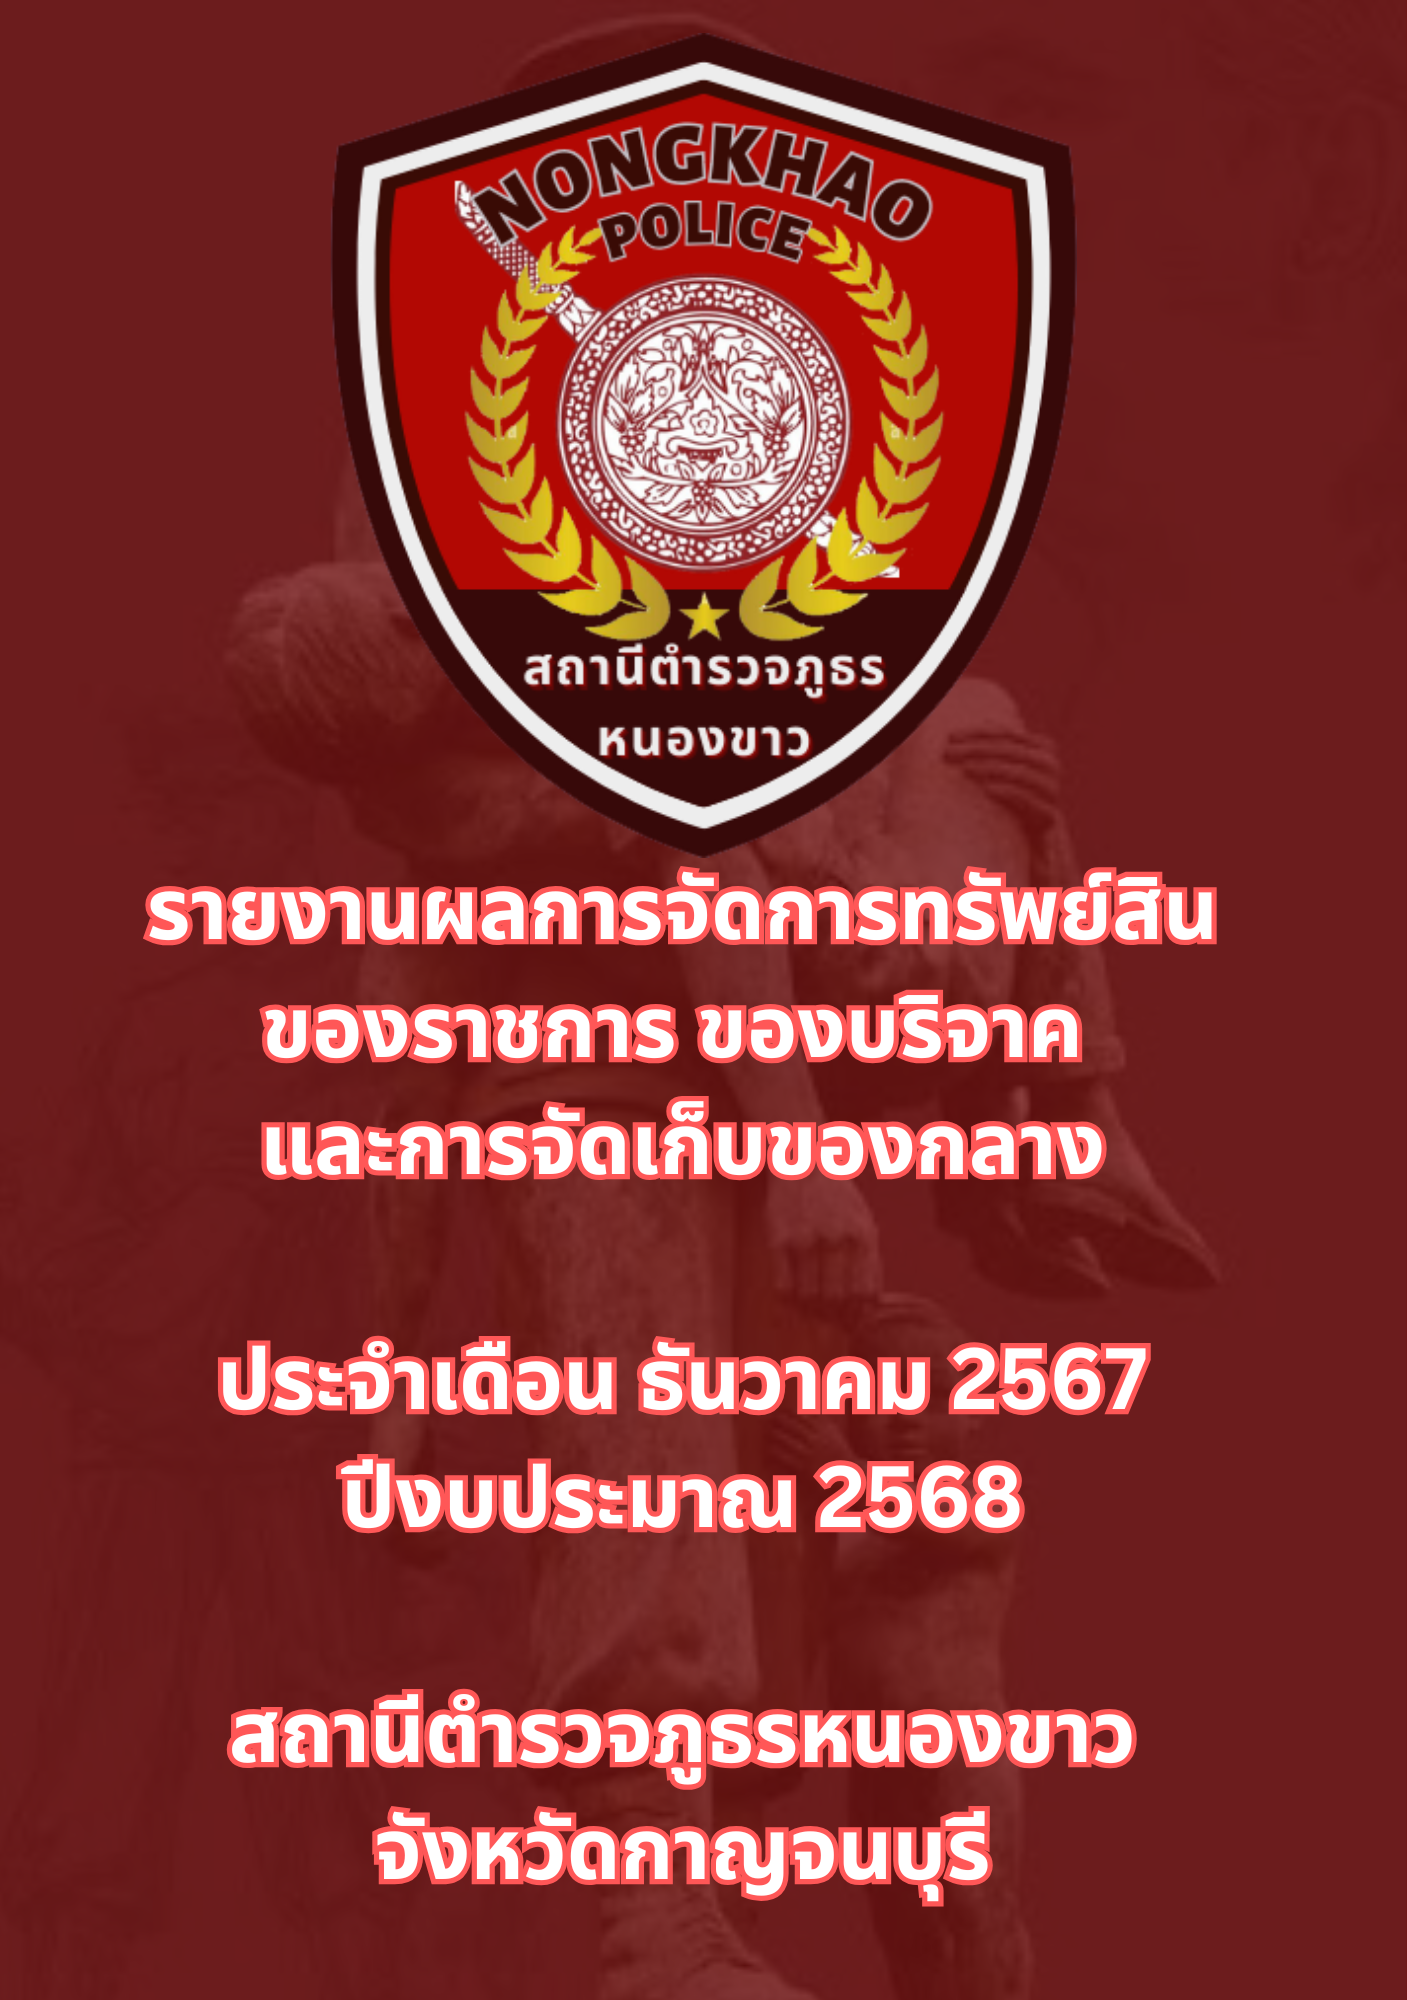 NONGKHAO
POLICE
สถานีตำรวจภูธร
หนองขาว
รายงานผลการจัดการทรัพย์สิน
ของราชการ ของบริจาค
และการจัดเก็บของกลาง
ประจำเดือน ธันวาคม 2567
ปีงบประมาณ 2568
สถานีตำรวจภูธรหนองขาว
จังหวัดกาญจนบุรี